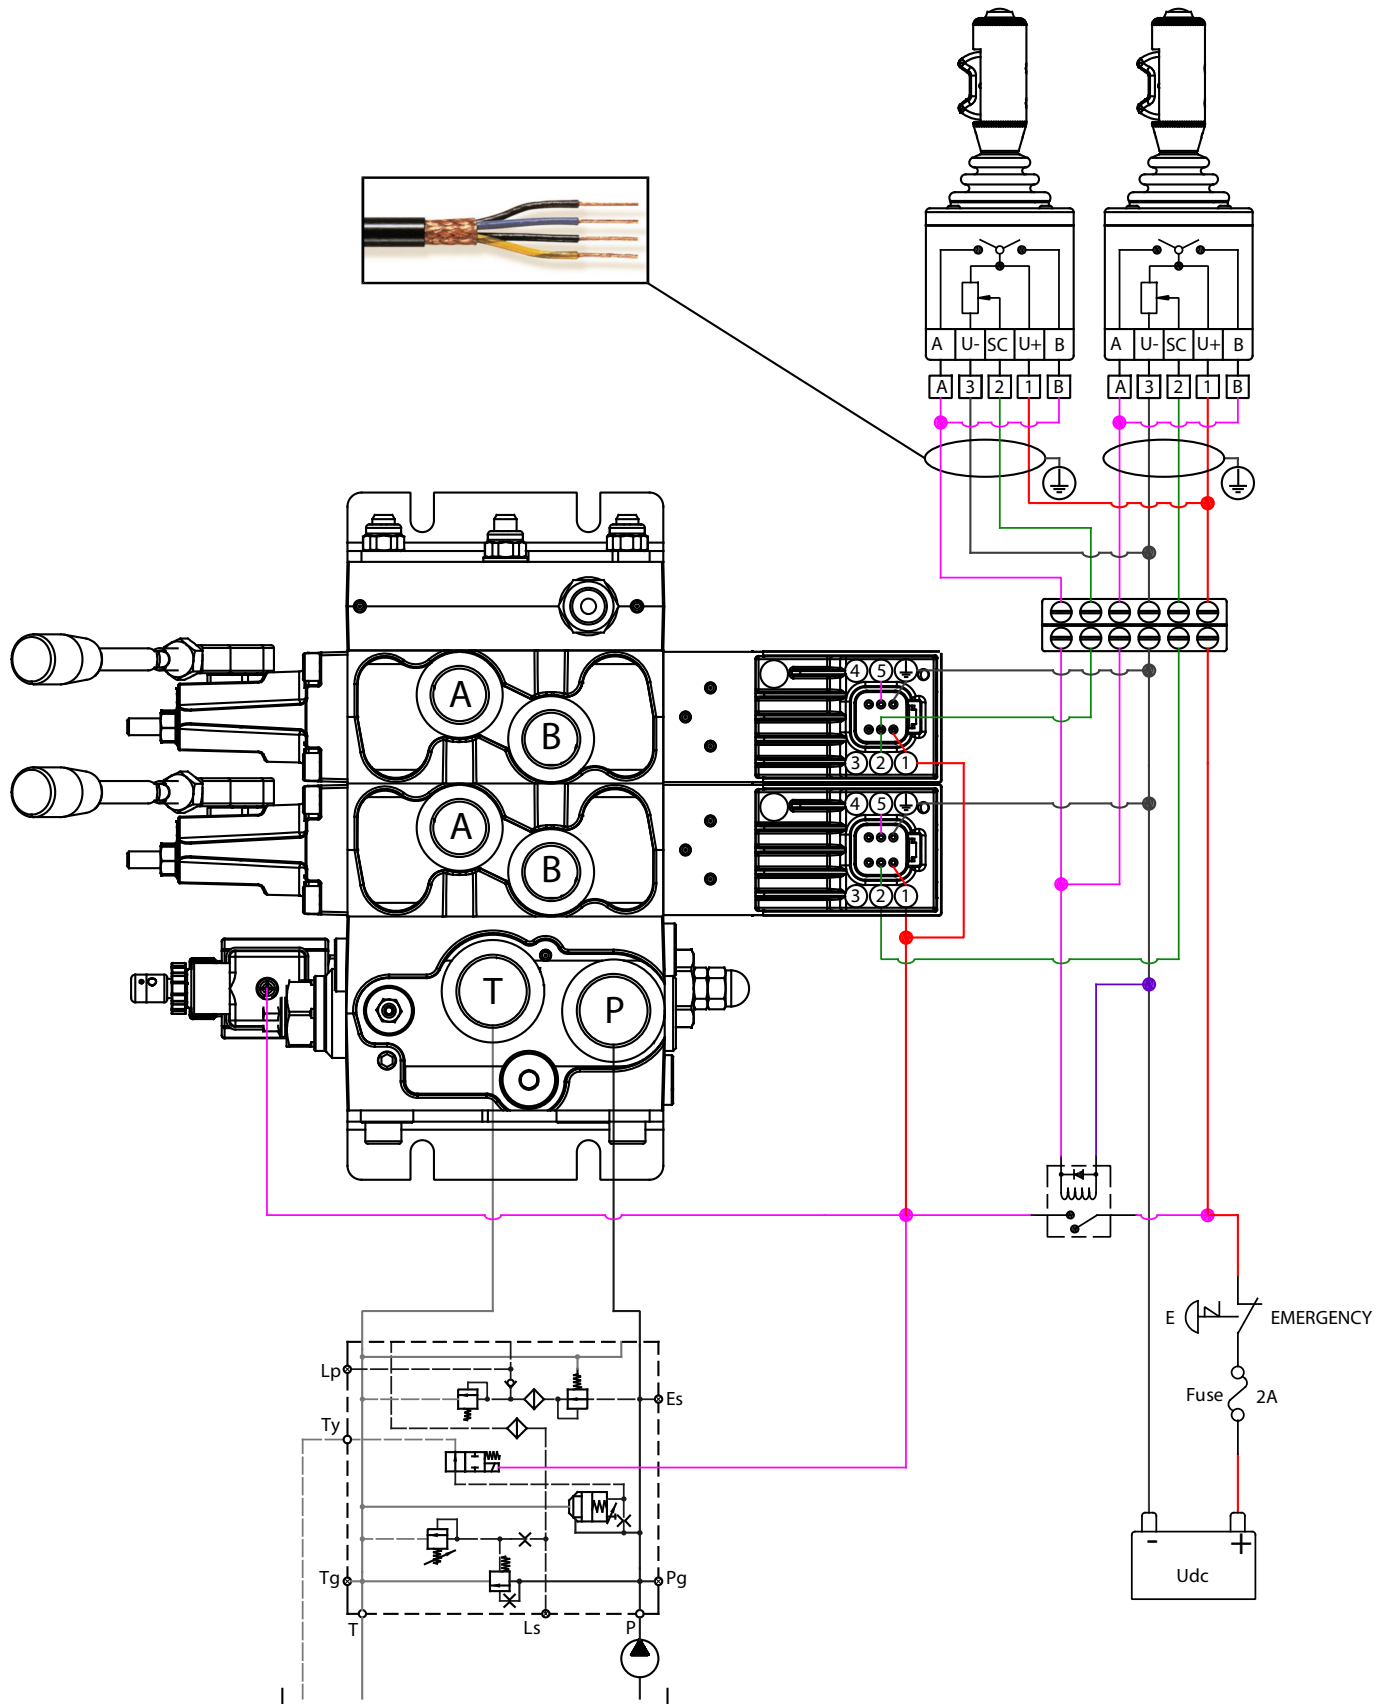 A U- SC U+ B
A U- SC U+ B
A 3 2 1 B
A 3 2 1 B
4 5
A
B
3 2 1
4 5
A
B
3 2 1
T
P
E EMERGENCY
Fuse 2A
Lp
Es
Ty
Tg
Pg
T
Ls
P
- +
Udc